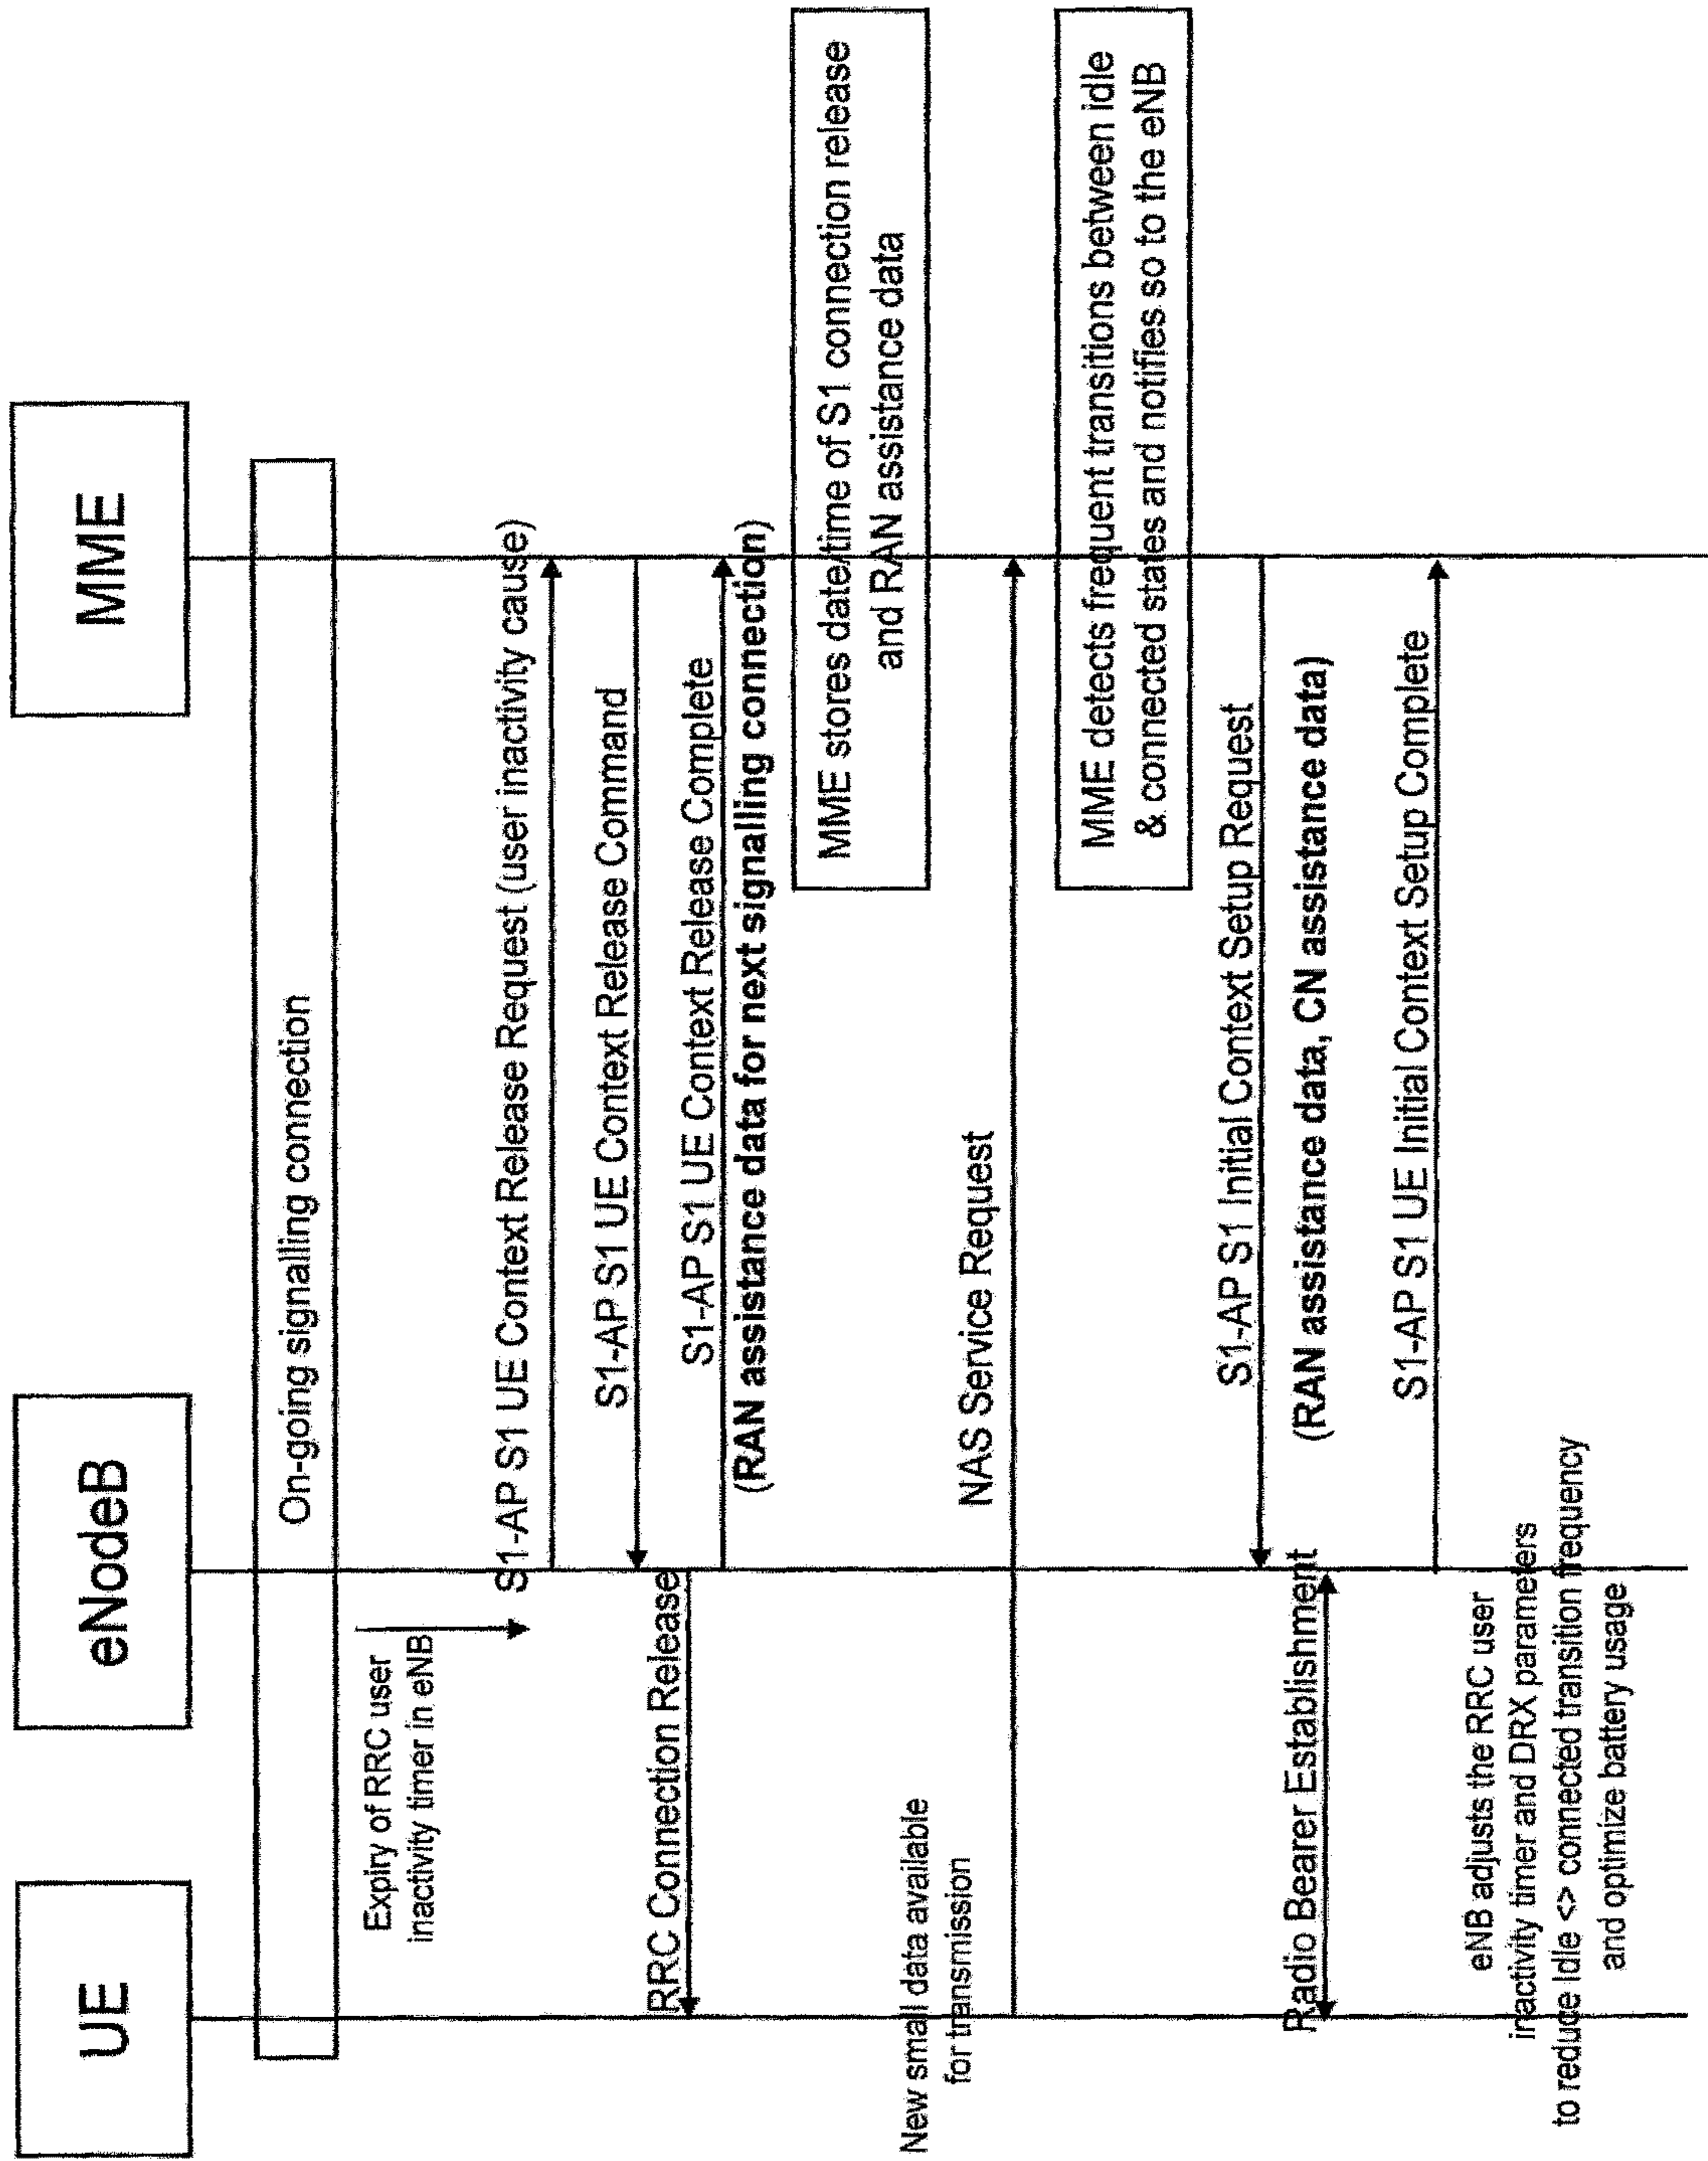 UE
eNodeB
MME
On-going signalling connection
Expiry of RRC user
inactivity timer in eNB
S1-AP S1 UE Context Release Request (user inactivity cause)
S1-AP S1 UE Context Release Command
RRC Connection Release
S1-AP S1 UE Context Release Complete
(RAN assistance data for next signalling connection)
MME stores date/time of S1 connection release
and RAN assistance data
New small data available
for transmission
NAS Service Request
MME detects frequent transitions between idle
& connected states and notifies so to the eNB
S1-AP S1 Initial Context Setup Request
(RAN assistance data, CN assistance data)
Radio Bearer Establishment
S1-AP S1 UE Initial Context Setup Complete
eNB adjusts the RRC user
inactivity timer and DRX parameters
to reduce Idle <> connected transition frequency
and optimize battery usage